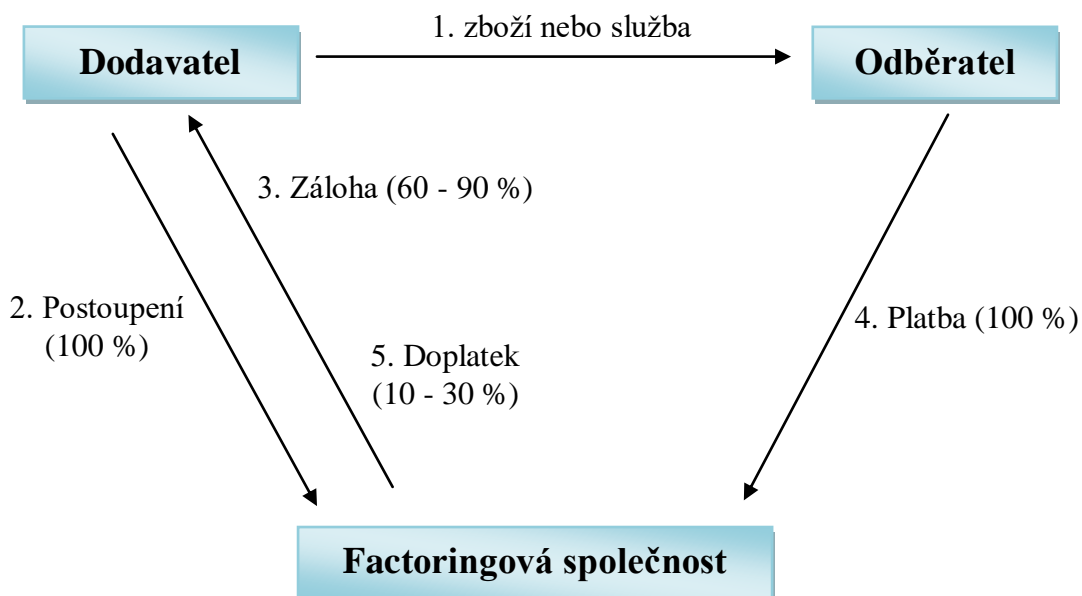 1. zboží nebo služba
Dodavatel
Odběratel
3. Záloha (60 - 90 %)
2. Postoupení
(100 %)
4. Platba (100 %)
5. Doplatek
(10 - 30 %)
Factoringová společnost